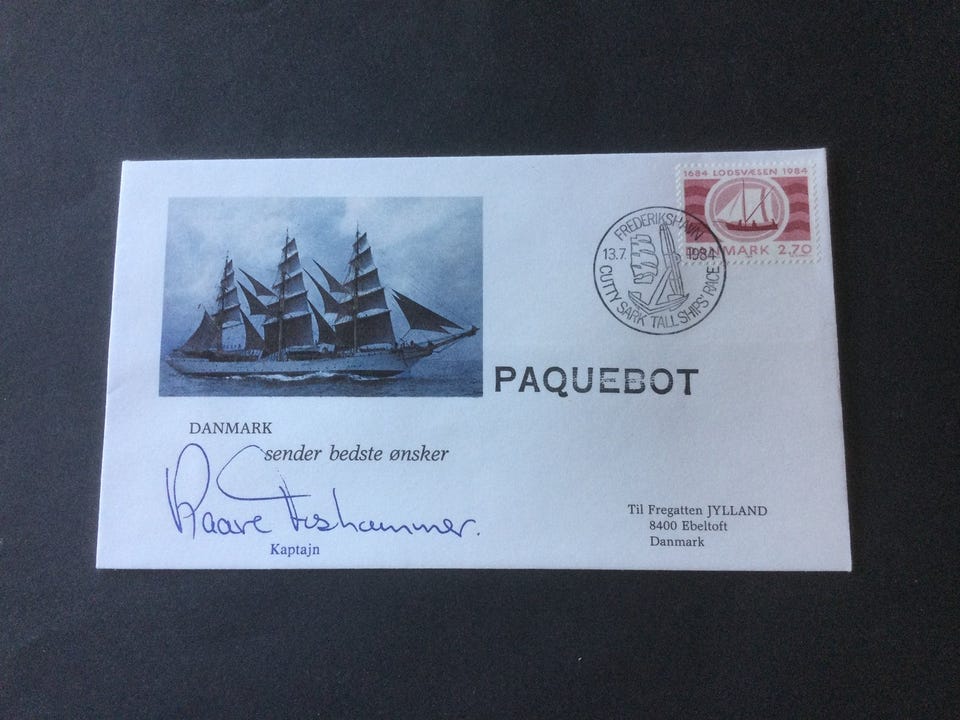 1684 LODSVÆSEN 1984
DANMARK 2.70
FREDERIKSHAVN
13.7. 1984
CUTTY SARK TALL SHIPS' RACE
PAQUEBOT
DANMARK
sender bedste ønsker
Kaptajn
Til Fregatten JYLLAND
8400 Ebeltoft
Danmark